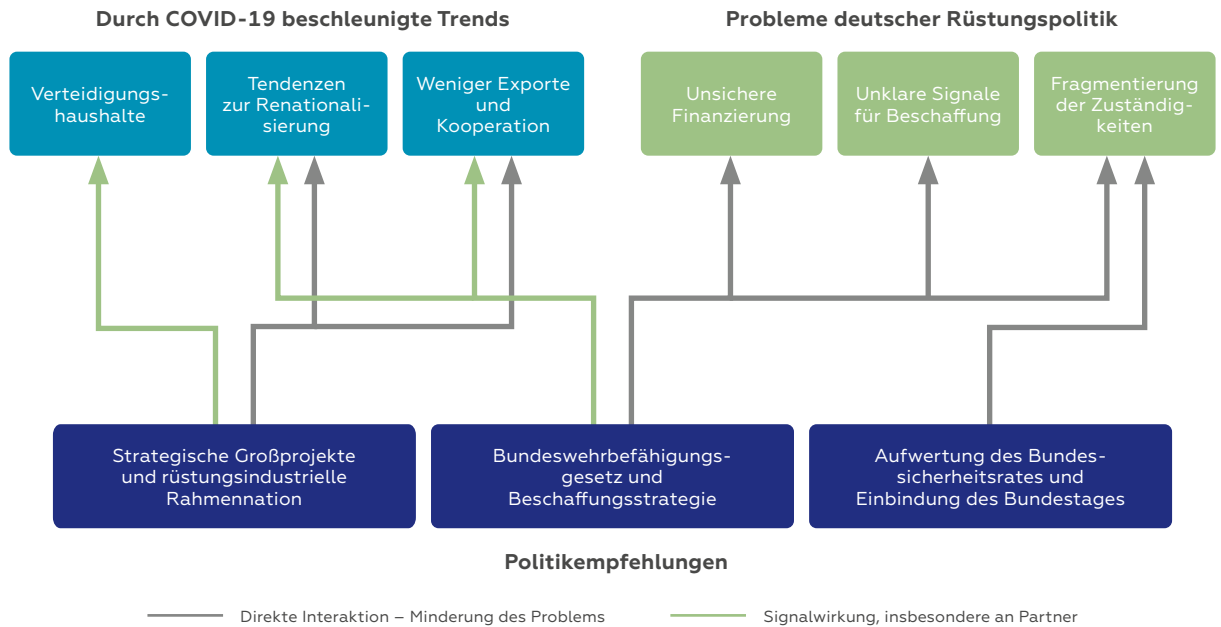 Durch COVID-19 beschleunigte Trends
Probleme deutscher Rüstungspolitik
Verteidigungs-
haushalte
Tendenzen
zur Renationali-
sierung
Weniger Exporte
und
Kooperation
Unsichere
Finanzierung
Unklare Signale
für Beschaffung
Fragmentierung
der Zuständig-
keiten
Strategische Großprojekte
und rüstungsindustrielle
Rahmennation
Bundeswehrbefähigungs-
gesetz und
Beschaffungsstrategie
Aufwertung des Bundes-
sicherheitsrates und
Einbindung des Bundestages
Politikempfehlungen
Direkte Interaktion – Minderung des Problems
Signalwirkung, insbesondere an Partner